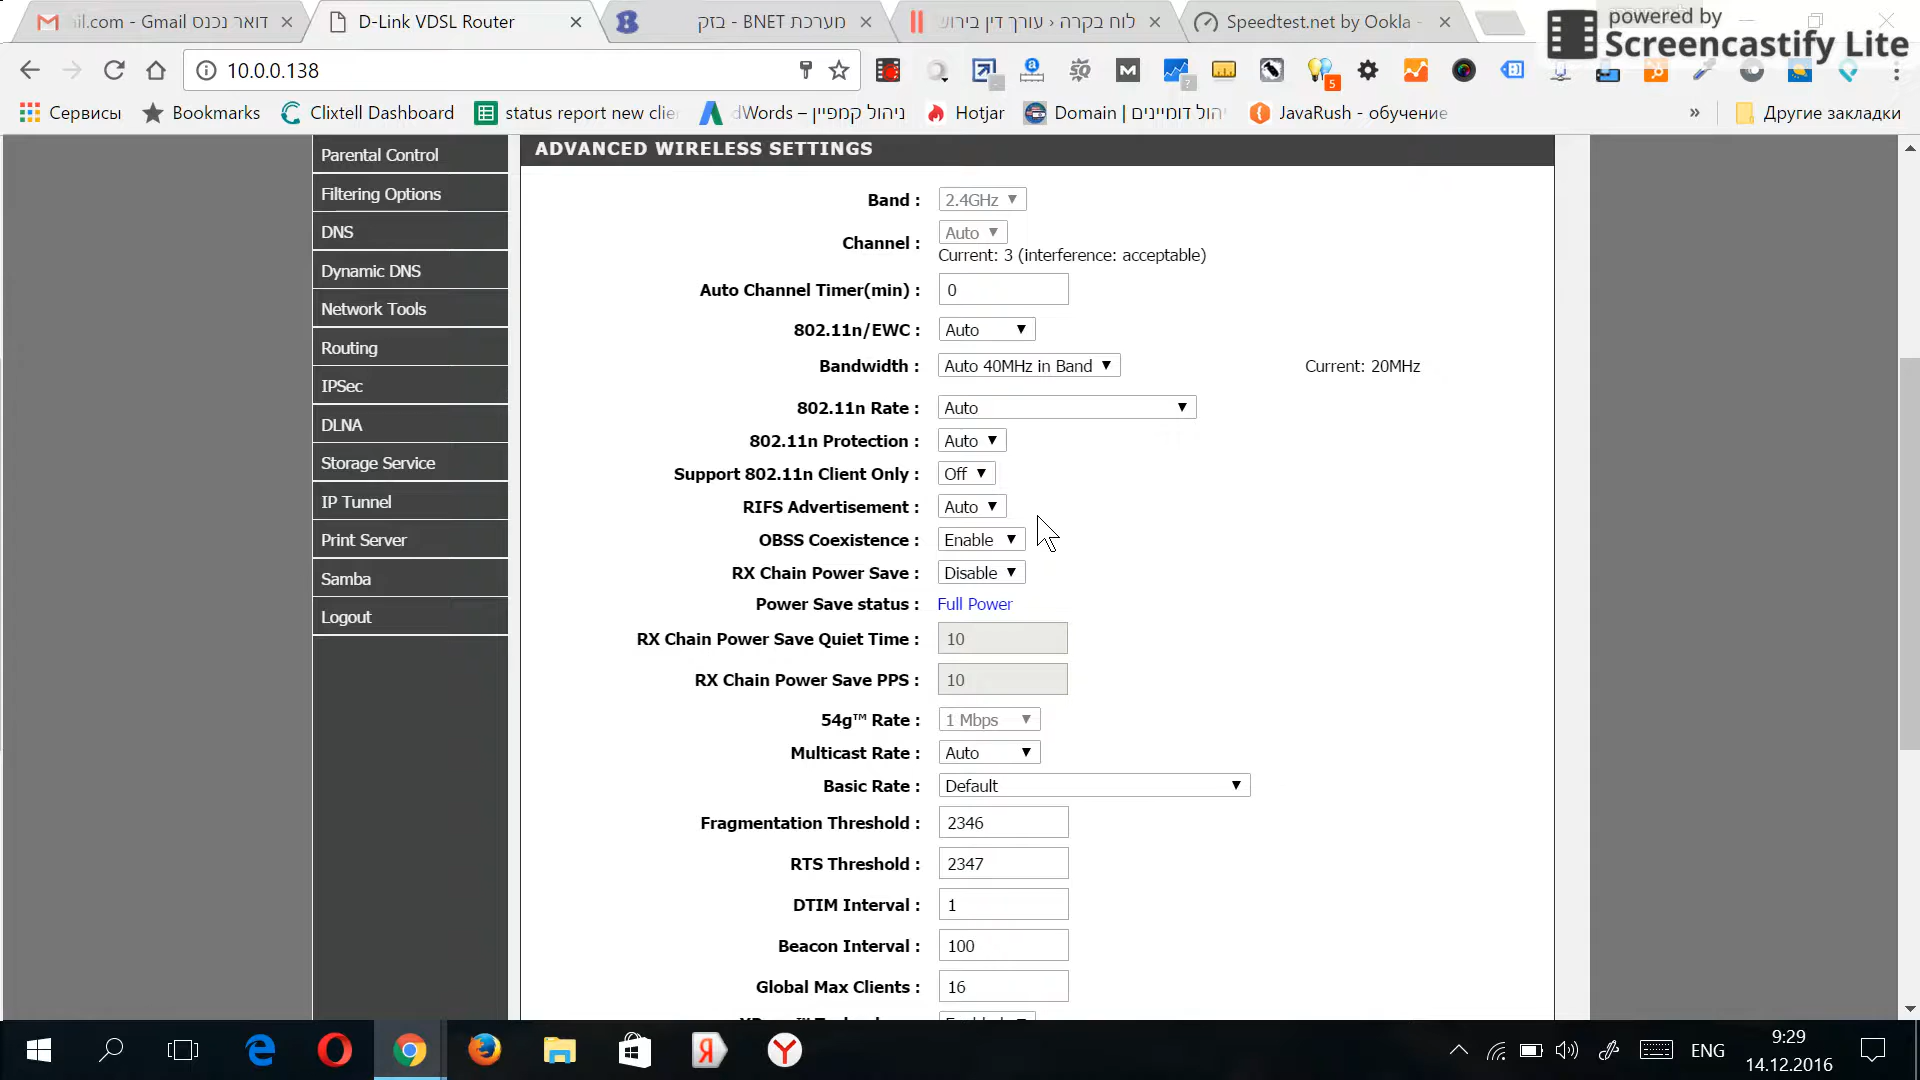 דואר נכנס - il.com - Gmail
D-Link VDSL Router
מערכת BNET - בזק
לוח בקרה ‹ עורך דין בירוש
Speedtest.net by Ookla -
powered by
Screencastify Lite
10.0.0.138
5
?
Сервисы
Bookmarks
Clixtell Dashboard
status report new clie
dWords – ניהול קמפיין
Hotjar
Domain | יהול דומיינים
JavaRush - обучение
»
Другие закладки
Parental Control
Filtering Options
DNS
Dynamic DNS
Network Tools
Routing
IPSec
DLNA
Storage Service
IP Tunnel
Print Server
Samba
Logout
ADVANCED WIRELESS SETTINGS
Band : 2.4GHz
Channel : Auto
Current: 3 (interference: acceptable)
Auto Channel Timer(min) : 0
802.11n/EWC : Auto
Bandwidth : Auto 40MHz in Band Current: 20MHz
802.11n Rate : Auto
802.11n Protection : Auto
Support 802.11n Client Only : Off
RIFS Advertisement : Auto
OBSS Coexistence : Enable
RX Chain Power Save : Disable
Power Save status : Full Power
RX Chain Power Save Quiet Time : 10
RX Chain Power Save PPS : 10
54g™ Rate : 1 Mbps
Multicast Rate : Auto
Basic Rate : Default
Fragmentation Threshold : 2346
RTS Threshold : 2347
DTIM Interval : 1
Beacon Interval : 100
Global Max Clients : 16
ENG
9:29
14.12.2016